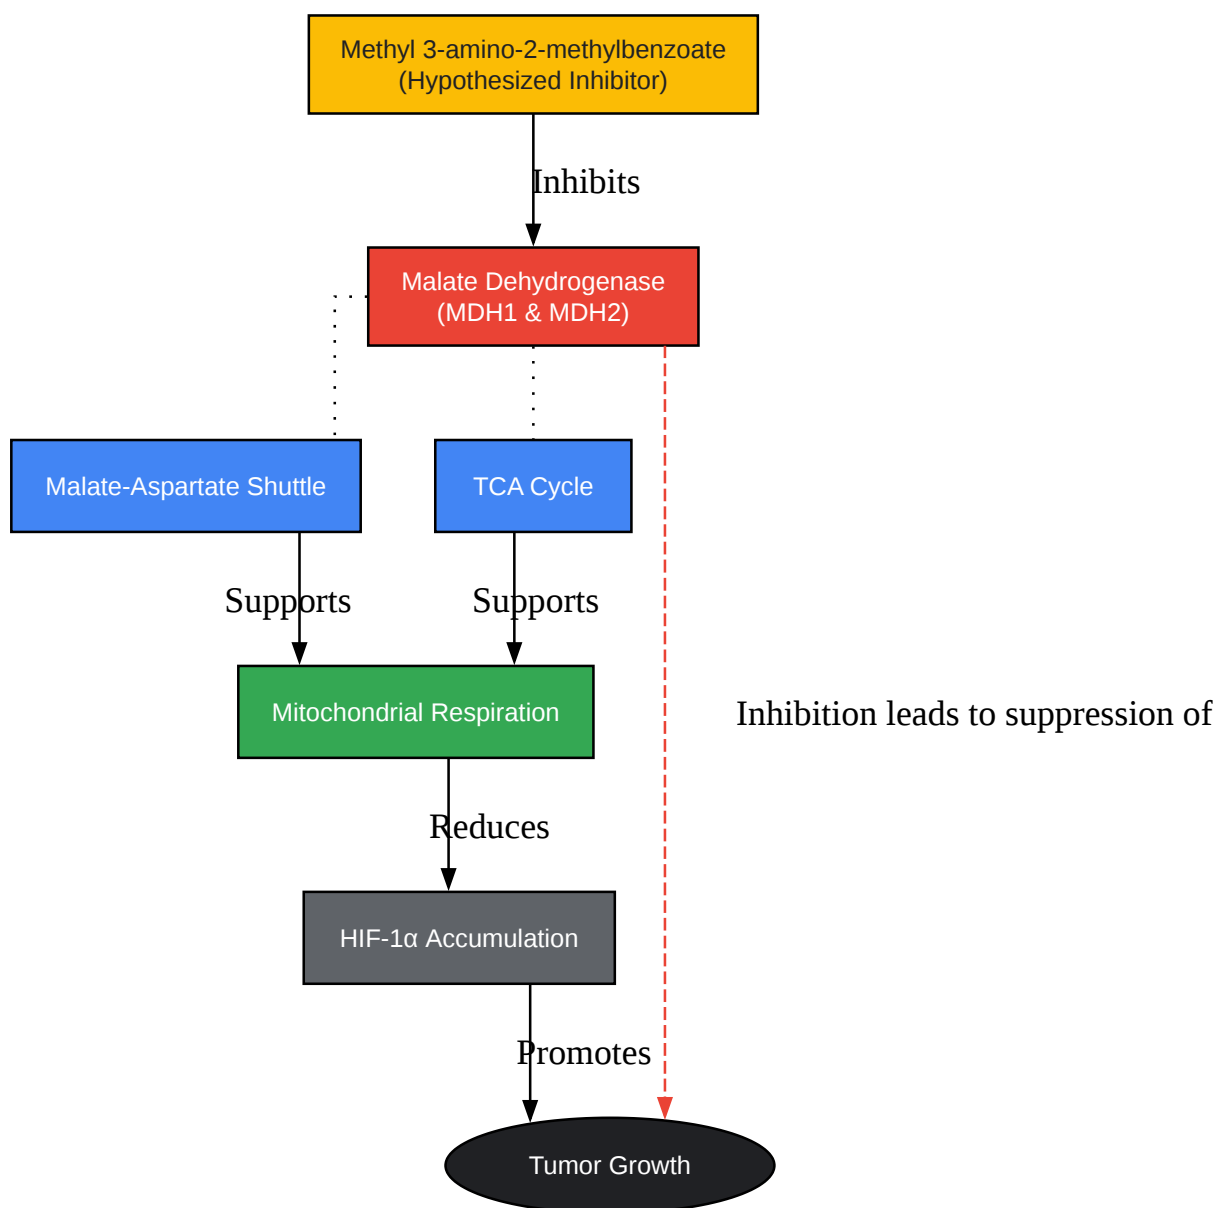 Methyl 3-amino-2-methylbenzoate
(Hypothesized Inhibitor)
Inhibits
Malate Dehydrogenase
(MDH1 & MDH2)
Malate-Aspartate Shuttle
TCA Cycle
Supports
Supports
Mitochondrial Respiration
Inhibition leads to suppression of
Reduces
HIF-1α Accumulation
Promotes
Tumor Growth